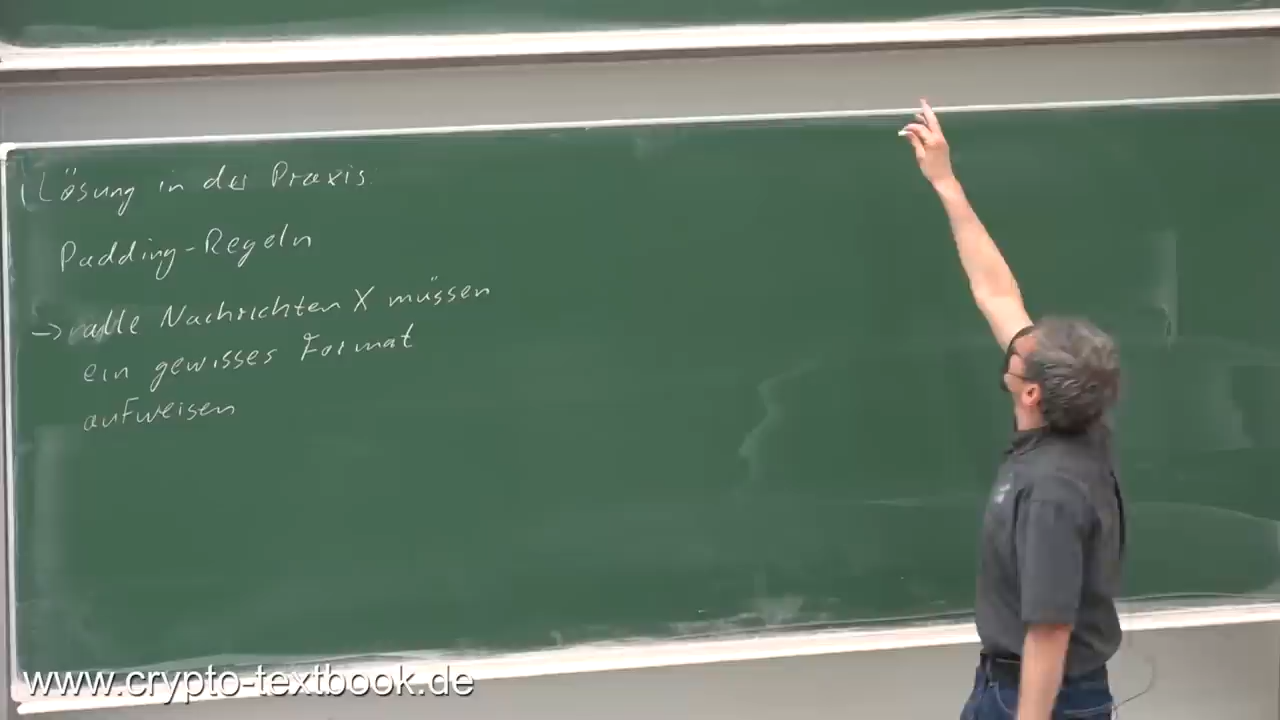 Lösung in der Praxis:
Padding-Regeln
→ alle Nachrichten X müssen
ein gewisses Format
aufweisen
www.crypto-textbook.de